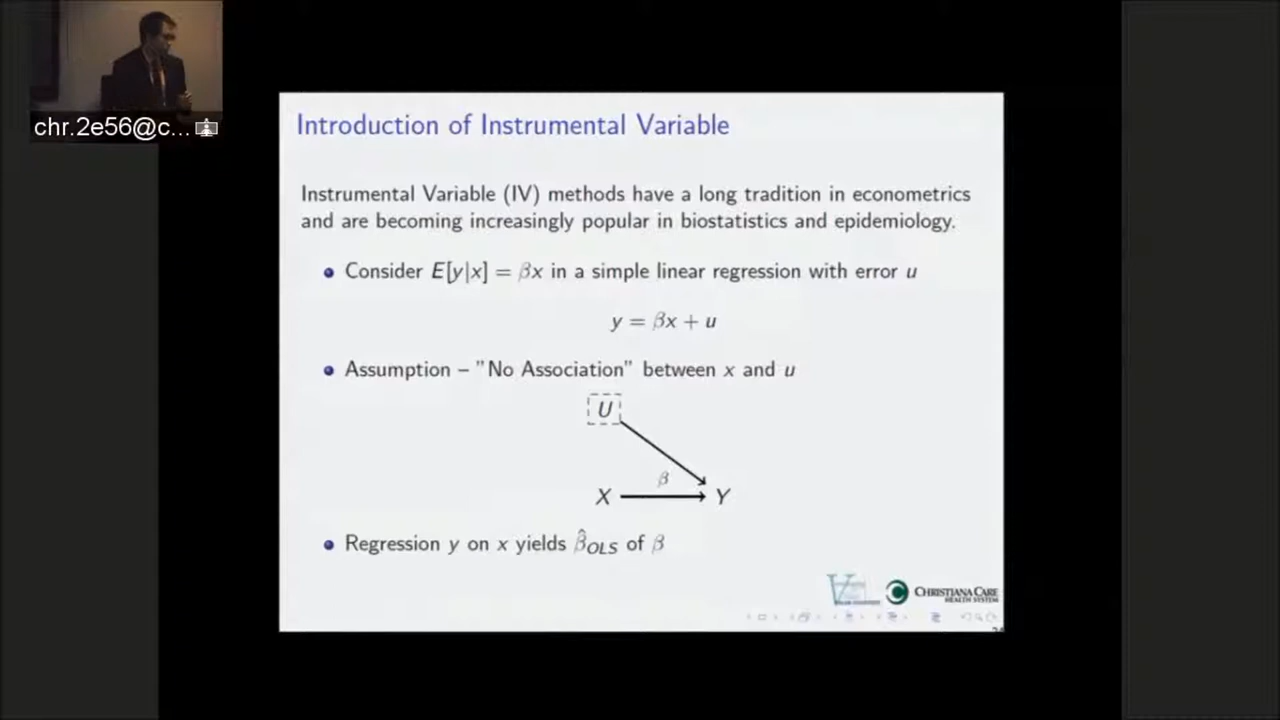 chr.2e56@c...
Introduction of Instrumental Variable
Instrumental Variable (IV) methods have a long tradition in econometrics
and are becoming increasingly popular in biostatistics and epidemiology.
Consider E[y|x] = βx in a simple linear regression with error u
y = βx + u
Assumption – "No Association" between x and u
U
β
X Y
Regression y on x yields β̂OLS of β
CHRISTIANA CARE
HEALTH SYSTEM